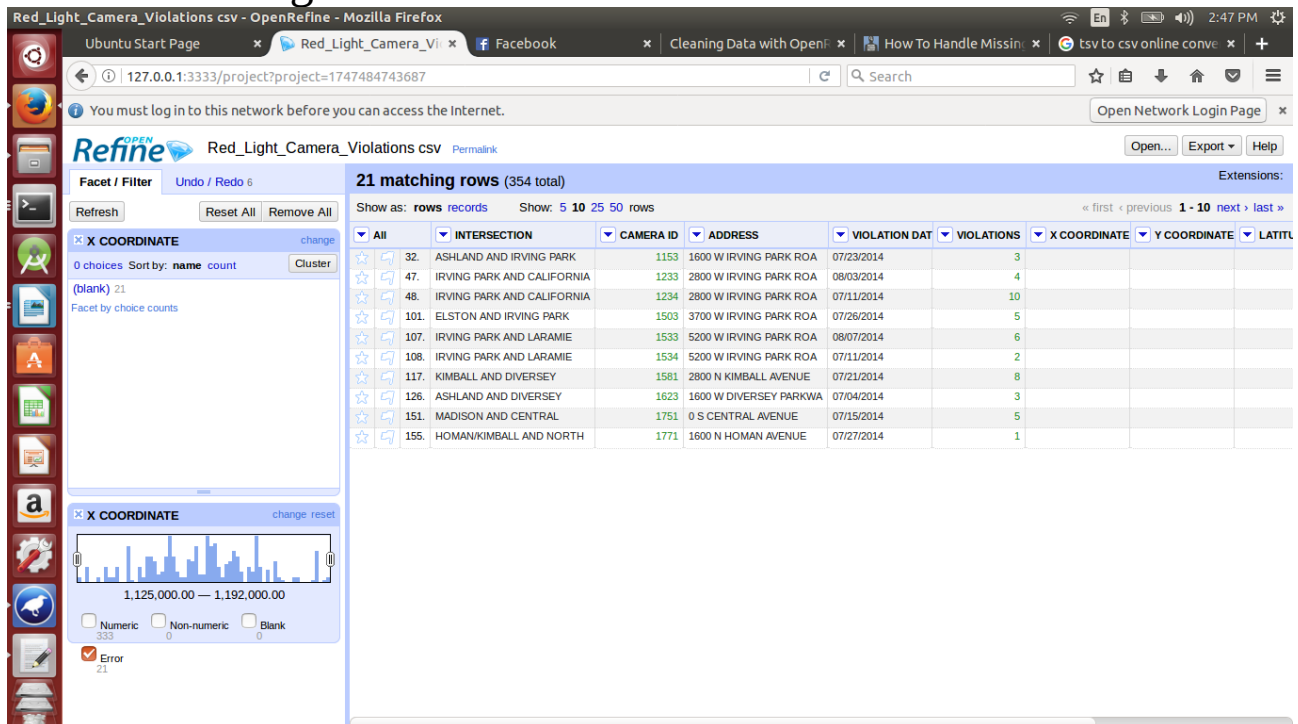 Red_Light_Camera_Violations csv - OpenRefine - Mozilla Firefox En 2:47 PM
Ubuntu Start Page × Red_Light_Camera_Vi × Facebook × Cleaning Data with OpenR × How To Handle Missing × tsv to csv online conve × +
127.0.0.1:3333/project?project=1747484743687 Search
You must log in to this network before you can access the Internet. Open Network Login Page ×
OPEN
Refine Red_Light_Camera_Violations csv Permalink Open... Export Help
Facet / Filter Undo / Redo 6 21 matching rows (354 total) Extensions:
Refresh Reset All Remove All Show as: rows records Show: 5 10 25 50 rows « first ‹ previous 1 - 10 next › last »
X COORDINATE change All INTERSECTION CAMERA ID ADDRESS VIOLATION DAT VIOLATIONS X COORDINATE Y COORDINATE LATITU
0 choices Sort by: name count Cluster
(blank) 21
Facet by choice counts
32. ASHLAND AND IRVING PARK 1153 1600 W IRVING PARK ROA 07/23/2014 3
47. IRVING PARK AND CALIFORNIA 1233 2800 W IRVING PARK ROA 08/03/2014 4
48. IRVING PARK AND CALIFORNIA 1234 2800 W IRVING PARK ROA 07/11/2014 10
101. ELSTON AND IRVING PARK 1503 3700 W IRVING PARK ROA 07/26/2014 5
107. IRVING PARK AND LARAMIE 1533 5200 W IRVING PARK ROA 08/07/2014 6
108. IRVING PARK AND LARAMIE 1534 5200 W IRVING PARK ROA 07/11/2014 2
117. KIMBALL AND DIVERSEY 1581 2800 N KIMBALL AVENUE 07/21/2014 8
126. ASHLAND AND DIVERSEY 1623 1600 W DIVERSEY PARKWA 07/04/2014 3
151. MADISON AND CENTRAL 1751 0 S CENTRAL AVENUE 07/15/2014 5
155. HOMAN/KIMBALL AND NORTH 1771 1600 N HOMAN AVENUE 07/27/2014 1
X COORDINATE change reset
1,125,000.00 — 1,192,000.00
Numeric Non-numeric Blank
333 0 0
Error
21